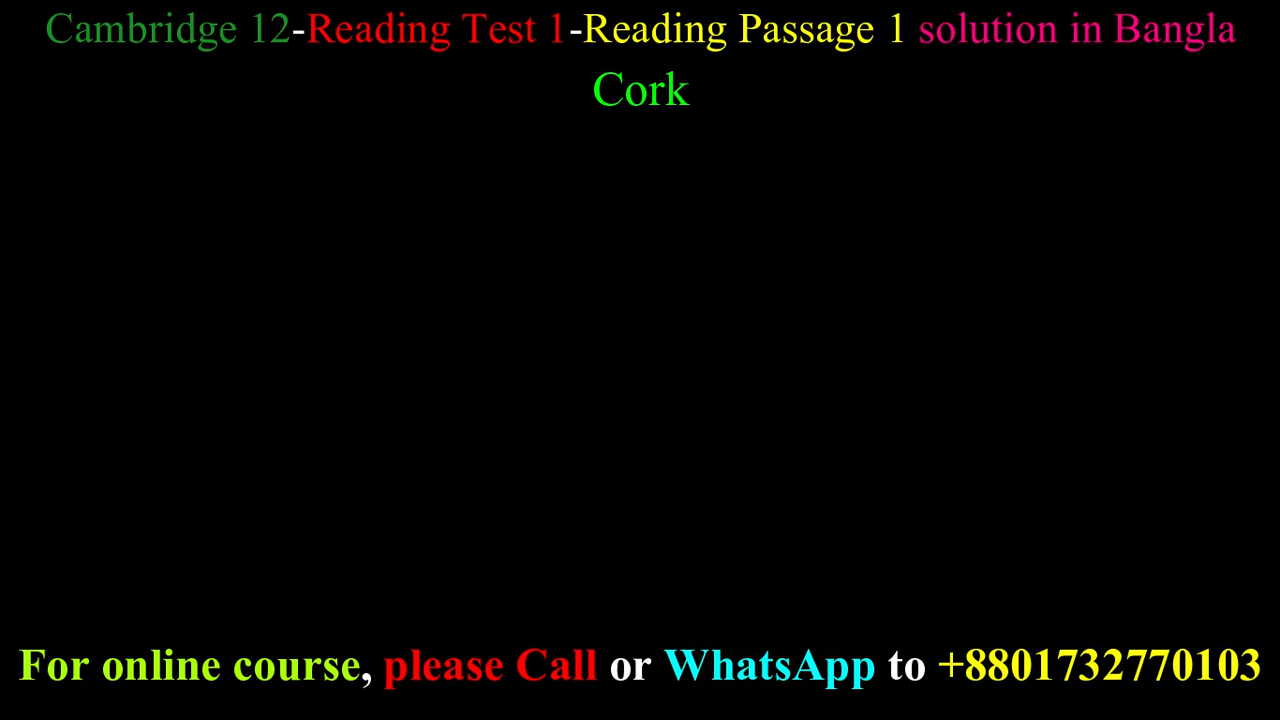 Cambridge 12-Reading Test 1-Reading Passage 1 solution in Bangla
Cork
For online course, please Call or WhatsApp to +8801732770103